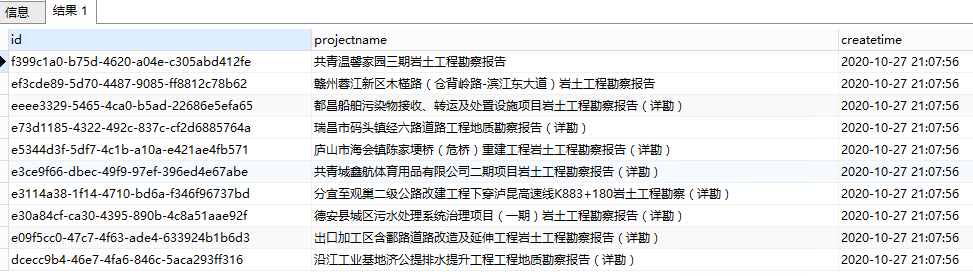 信息 结果 1
id projectname createtime
f399c1a0-b75d-4620-a04e-c305abd412fe 共青温馨家园三期岩土工程勘察报告 2020-10-27 21:07:56
ef3cde89-5d70-4487-9085-ff8812c78b62 赣州蓉江新区木槿路（仓背岭路-滨江东大道）岩土工程勘察报告 2020-10-27 21:07:56
eeee3329-5465-4ca0-b5ad-22686e5efa65 都昌船舶污染物接收、转运及处置设施项目岩土工程勘察报告（详勘） 2020-10-27 21:07:56
e73d1185-4322-492c-837c-cf2d6885764a 瑞昌市码头镇经六路道路工程地质勘察报告（详勘） 2020-10-27 21:07:56
e5344d3f-5df7-4c1b-a10a-e421ae4fb571 庐山市海会镇陈家埂桥（危桥）重建工程岩土工程勘察报告（详勘） 2020-10-27 21:07:56
e3ce9f66-dbec-49f9-97ef-396ed4e67abe 共青城鑫航体育用品有限公司二期项目岩土工程勘察报告（详勘） 2020-10-27 21:07:56
e3114a38-1f14-4710-bd6a-f346f96737bd 分宜至观巢二级公路改建工程下穿泸昆高速线K883+180岩土工程勘察（详勘） 2020-10-27 21:07:56
e30a84cf-ca30-4395-890b-4c8a51aae92f 德安县城区污水处理系统治理项目（一期）岩土工程勘察报告（详勘） 2020-10-27 21:07:56
e09f5cc0-47c7-4f63-ade4-633924b1b6d3 出口加工区含鄱路道路改造及延伸工程岩土工程勘察报告（详勘） 2020-10-27 21:07:56
dcecc9b4-46e7-4fa6-846c-5aca293ff316 沿江工业基地济公提排水提升工程工程地质勘察报告（详勘） 2020-10-27 21:07:56